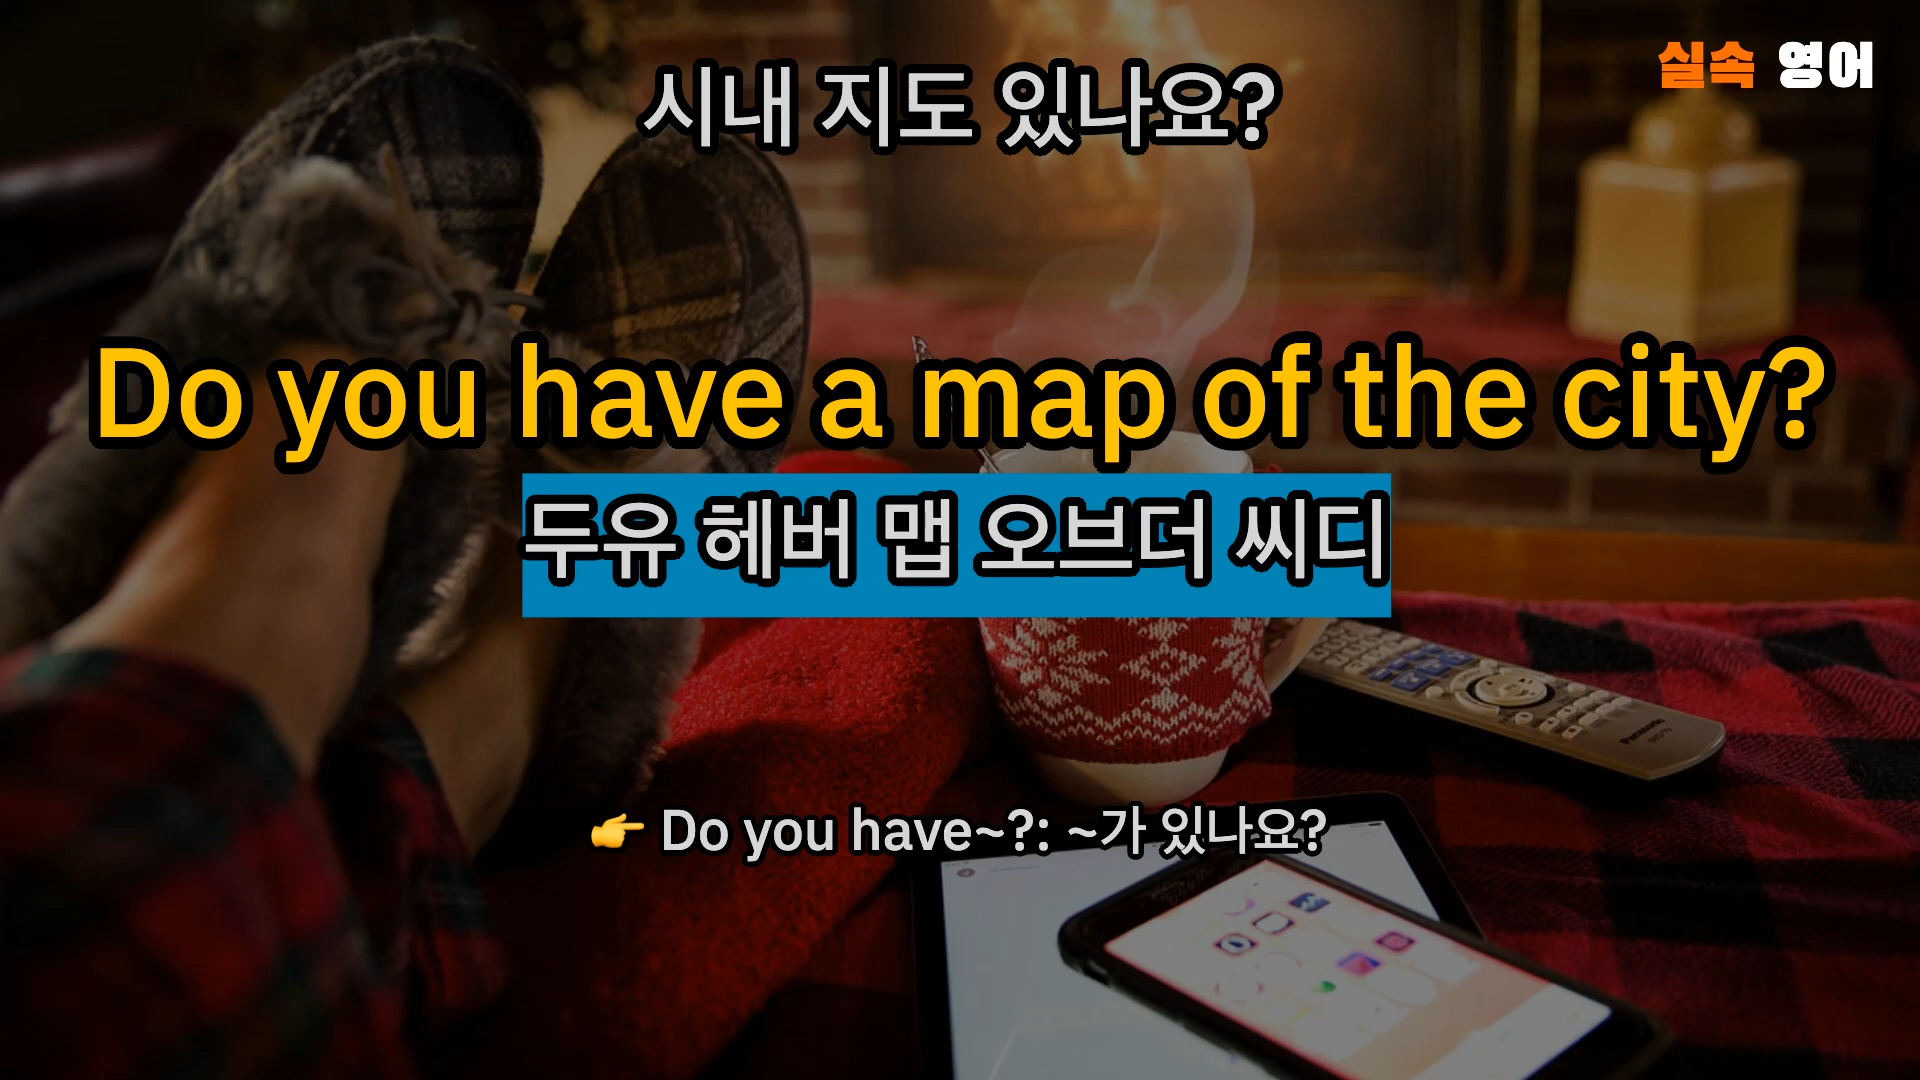 실속 영어
시내 지도 있나요?
Do you have a map of the city?
두유 헤버 맵 오브더 씨디
👉 Do you have~?: ~가 있나요?
Panasonic